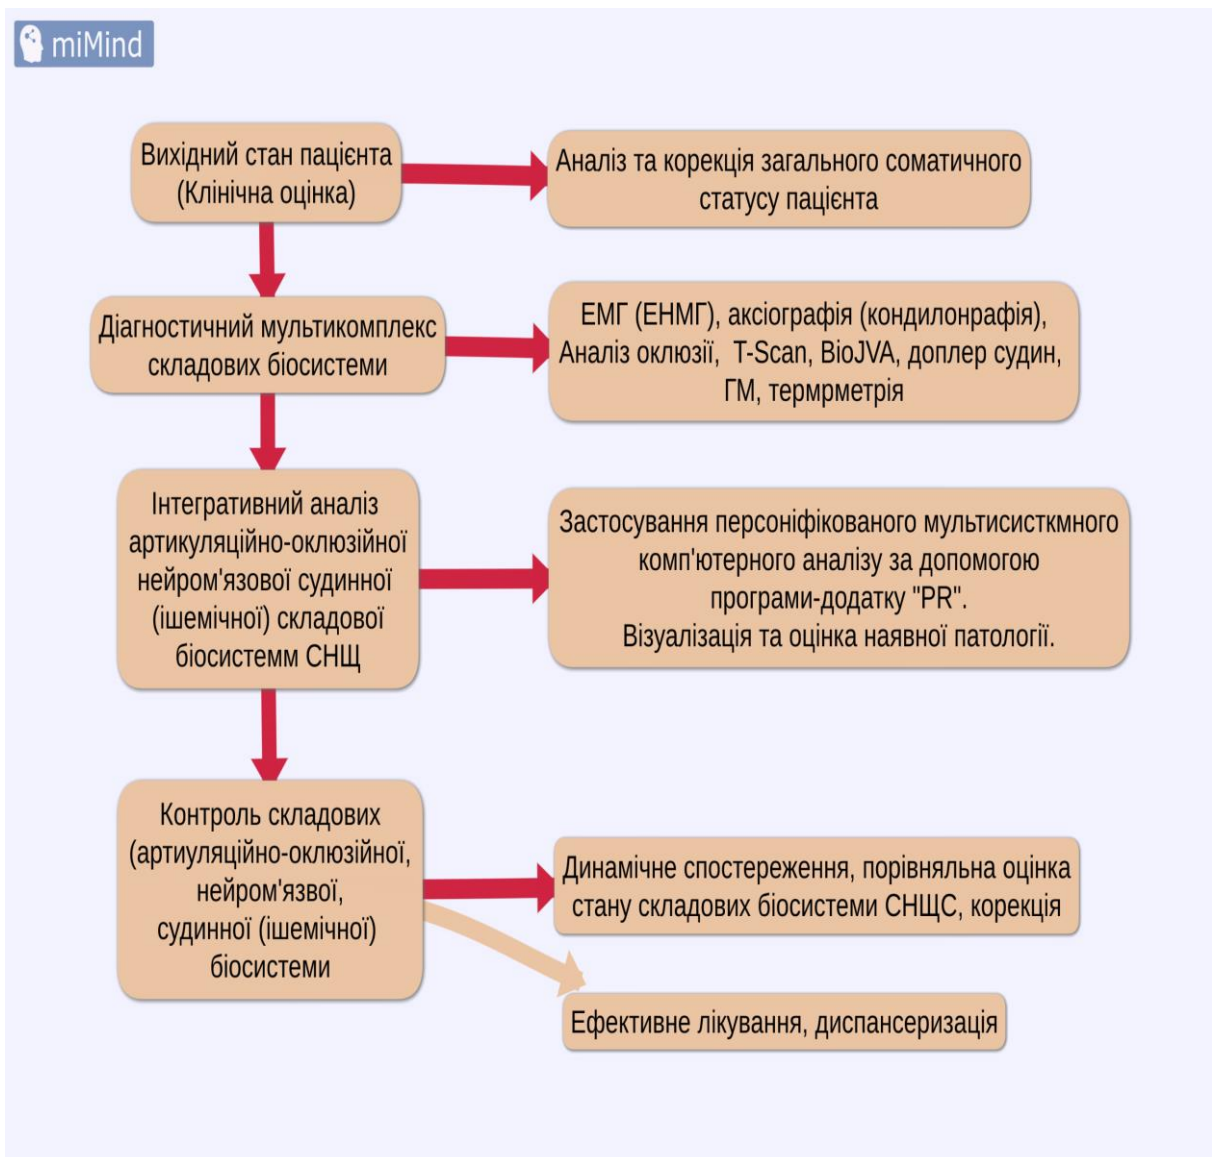 miMind
Вихідний стан пацієнта
(Клінічна оцінка)
Аналіз та корекція загального соматичного
статусу пацієнта
Діагностичний мультикомплекс
складових біосистеми
ЕМГ (ЕНМГ), аксіографія (кондилонрафія),
Аналіз оклюзії, T-Scan, BioJVA, доплер судин,
ГМ, термрметрія
Інтегративний аналіз
артикуляційно-оклюзійної
нейром'язової судинної
(ішемічної) складової
біосистемм СНЩ
Застосування персоніфікованого мультисисткмного
комп'ютерного аналізу за допомогою
програми-додатку "PR".
Візуалізація та оцінка наявної патології.
Контроль складових
(артиуляційно-оклюзійної,
нейром'язвої,
судинної (ішемічної)
біосистеми
Динамічне спостереження, порівняльна оцінка
стану складових біосистеми СНЩС, корекція
Ефективне лікування, диспансеризація